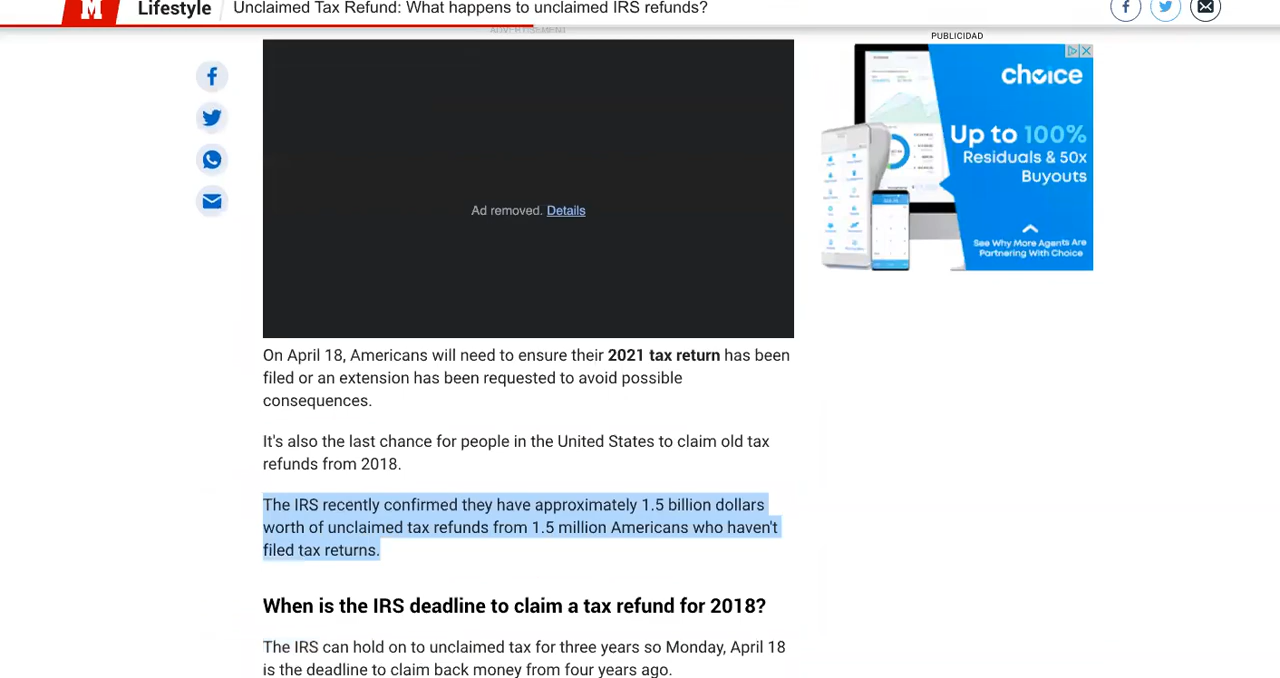 M Lifestyle Unclaimed Tax Refund: What happens to unclaimed IRS refunds?
ADVERTISEMENT
PUBLICIDAD
Ad removed. Details
choice
Up to 100%
Residuals & 50x
Buyouts
See Why More Agents Are
Partnering With Choice
On April 18, Americans will need to ensure their 2021 tax return has been
filed or an extension has been requested to avoid possible
consequences.
It's also the last chance for people in the United States to claim old tax
refunds from 2018.
The IRS recently confirmed they have approximately 1.5 billion dollars
worth of unclaimed tax refunds from 1.5 million Americans who haven't
filed tax returns.
When is the IRS deadline to claim a tax refund for 2018?
The IRS can hold on to unclaimed tax for three years so Monday, April 18
is the deadline to claim back money from four years ago.